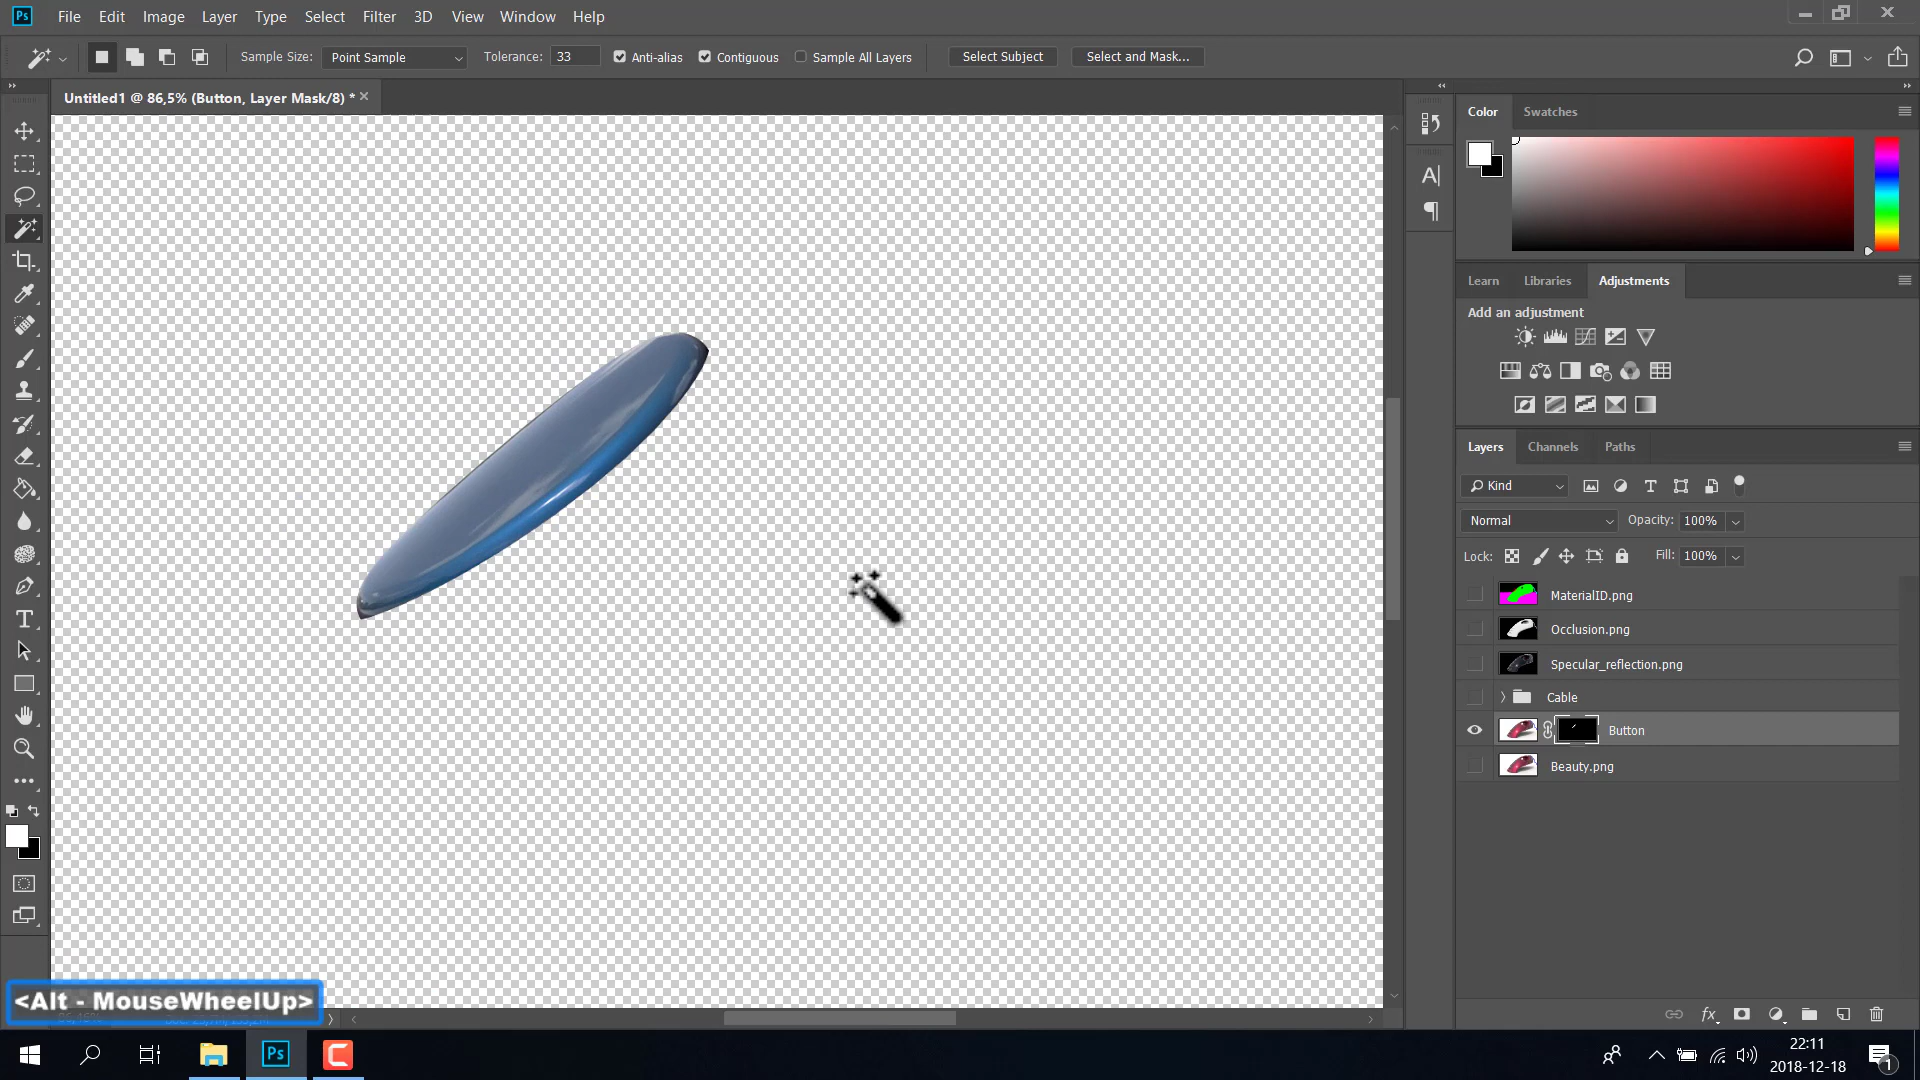 Ps File Edit Image Layer Type Select Filter 3D View Window Help
Sample Size: Point Sample Tolerance: 33 Anti-alias Contiguous Sample All Layers Select Subject Select and Mask...
Untitled1 @ 86,5% (Button, Layer Mask/8) *
Color Swatches
Learn Libraries Adjustments
Add an adjustment
Layers Channels Paths
Kind
Normal Opacity: 100%
Lock: Fill: 100%
MaterialID.png
Occlusion.png
Specular_reflection.png
Cable
Button
Beauty.png
<Alt - MouseWheelUp>
fx
Ps
22:11
2018-12-18
1